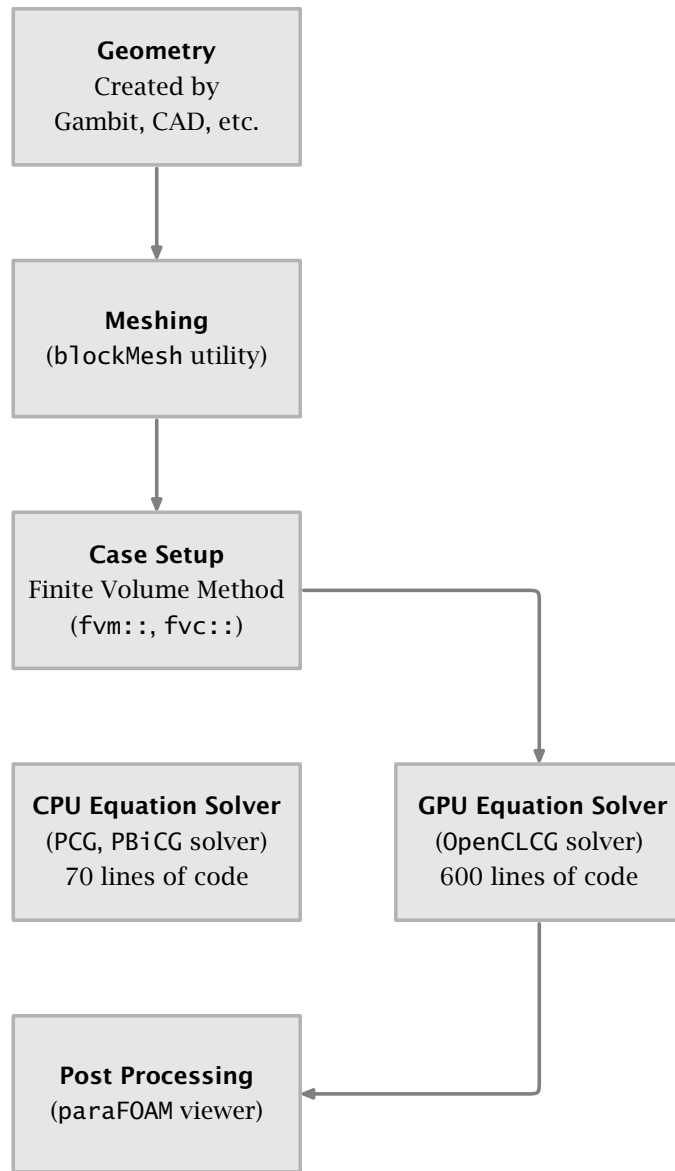 Geometry
Created by
Gambit, CAD, etc.
Meshing
(blockMesh utility)
Case Setup
Finite Volume Method
(fvm::, fvc::)
CPU Equation Solver
(PCG, PBiCG solver)
70 lines of code
GPU Equation Solver
(OpenCLCG solver)
600 lines of code
Post Processing
(paraFOAM viewer)